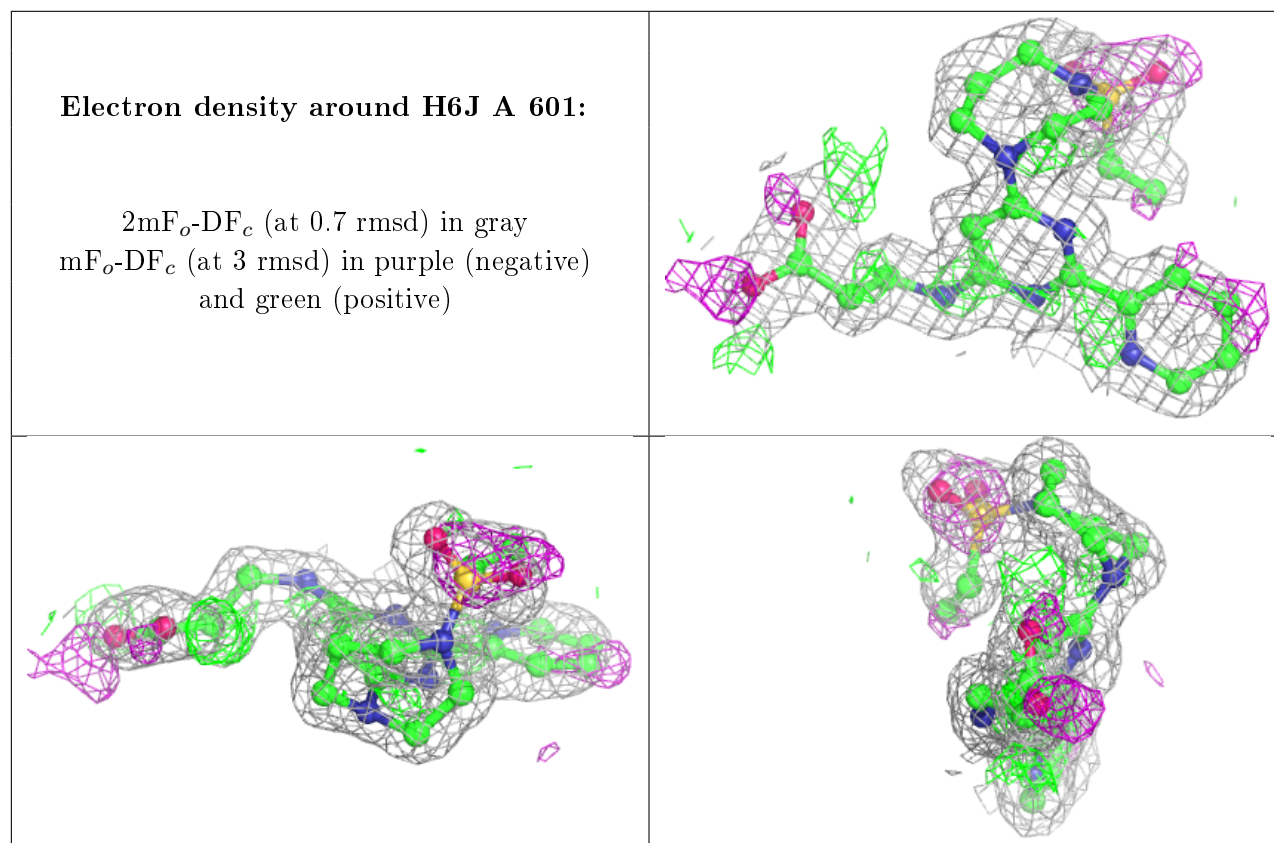 Electron density around H6J A 601:
2mFo-DFc (at 0.7 rmsd) in gray
mFo-DFc (at 3 rmsd) in purple (negative)
and green (positive)